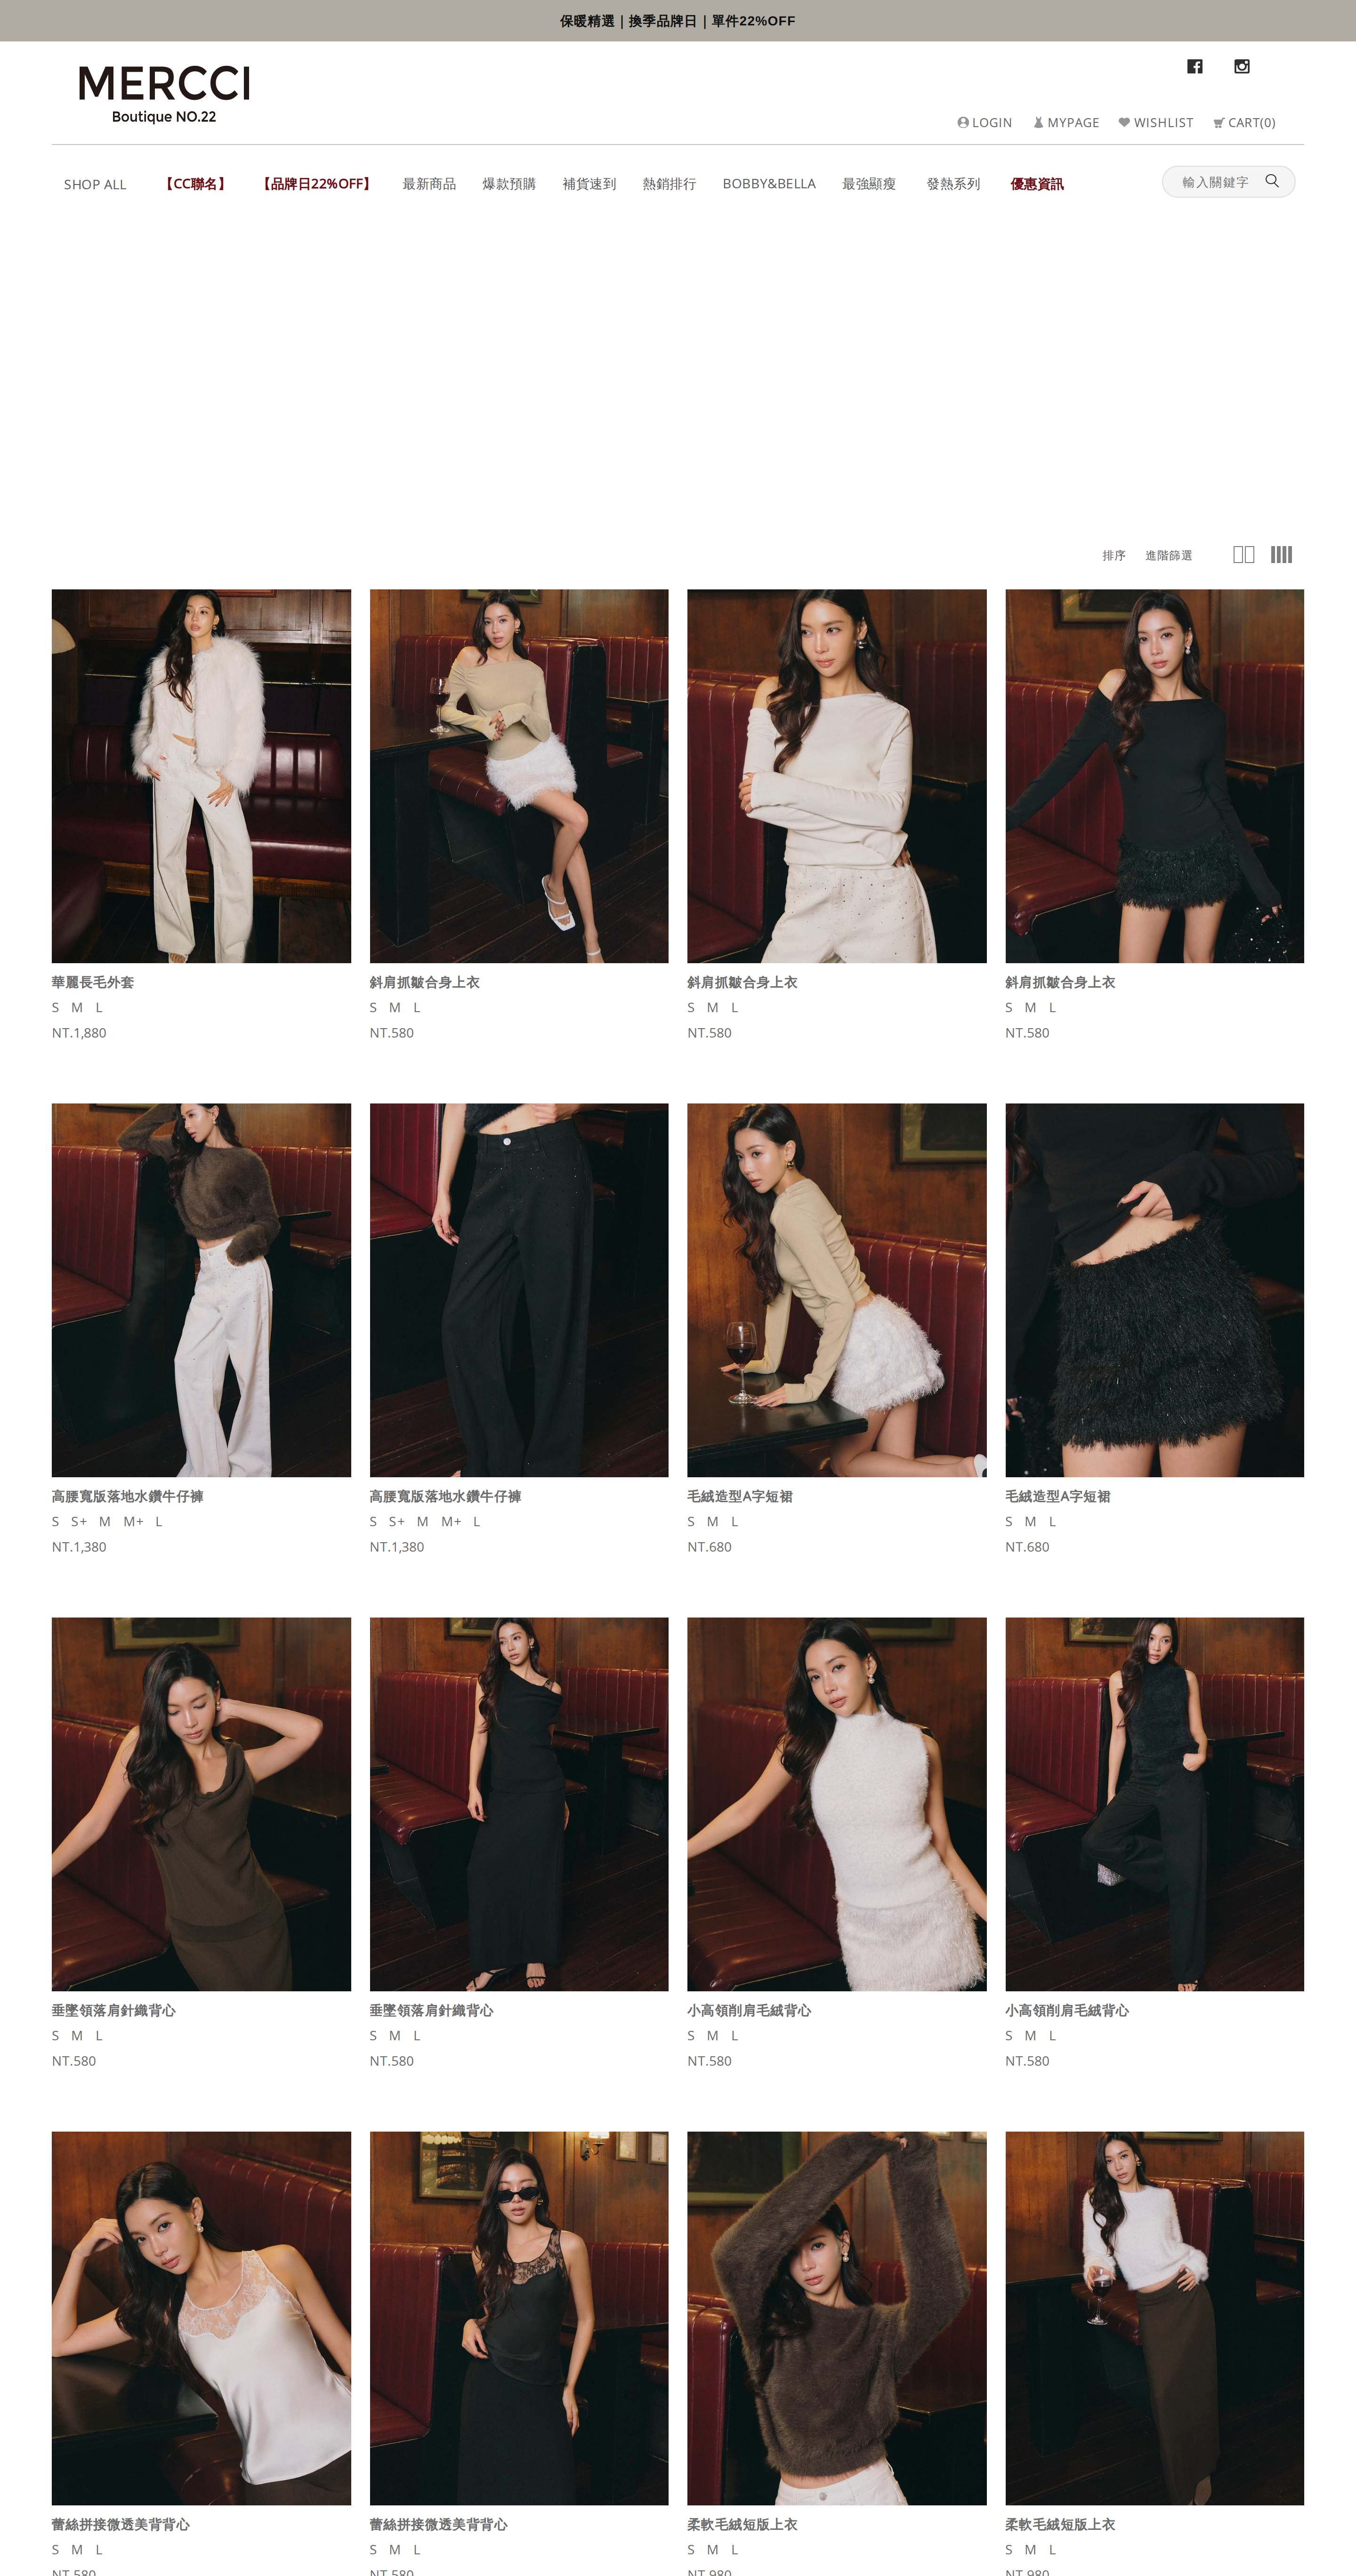 保暖精選｜換季品牌日｜單件22%OFF
MERCCI
Boutique NO.22
LOGIN MYPAGE WISHLIST CART(0)
SHOP ALL 【CC聯名】 【品牌日22%OFF】 最新商品 爆款預購 補貨速到 熱銷排行 BOBBY&BELLA 最強顯瘦 發熱系列 優惠資訊 輸入關鍵字
排序 進階篩選
華麗長毛外套 斜肩抓皺合身上衣 斜肩抓皺合身上衣 斜肩抓皺合身上衣
S M L S M L S M L S M L
NT.1,880 NT.580 NT.580 NT.580
高腰寬版落地水鑽牛仔褲 高腰寬版落地水鑽牛仔褲 毛絨造型A字短裙 毛絨造型A字短裙
S S+ M M+ L S S+ M M+ L S M L S M L
NT.1,380 NT.1,380 NT.680 NT.680
垂墜領落肩針織背心 垂墜領落肩針織背心 小高領削肩毛絨背心 小高領削肩毛絨背心
S M L S M L S M L S M L
NT.580 NT.580 NT.580 NT.580
蕾絲拼接微透美背背心 蕾絲拼接微透美背背心 柔軟毛絨短版上衣 柔軟毛絨短版上衣
S M L S M L S M L S M L
NT.580 NT.580 NT.980 NT.980